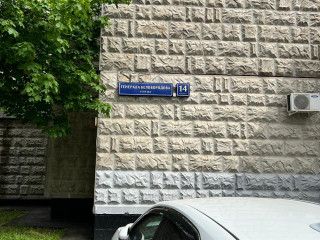 ГЕНЕРАЛА БЕЛОБОРОДОВА 14
УЛИЦА